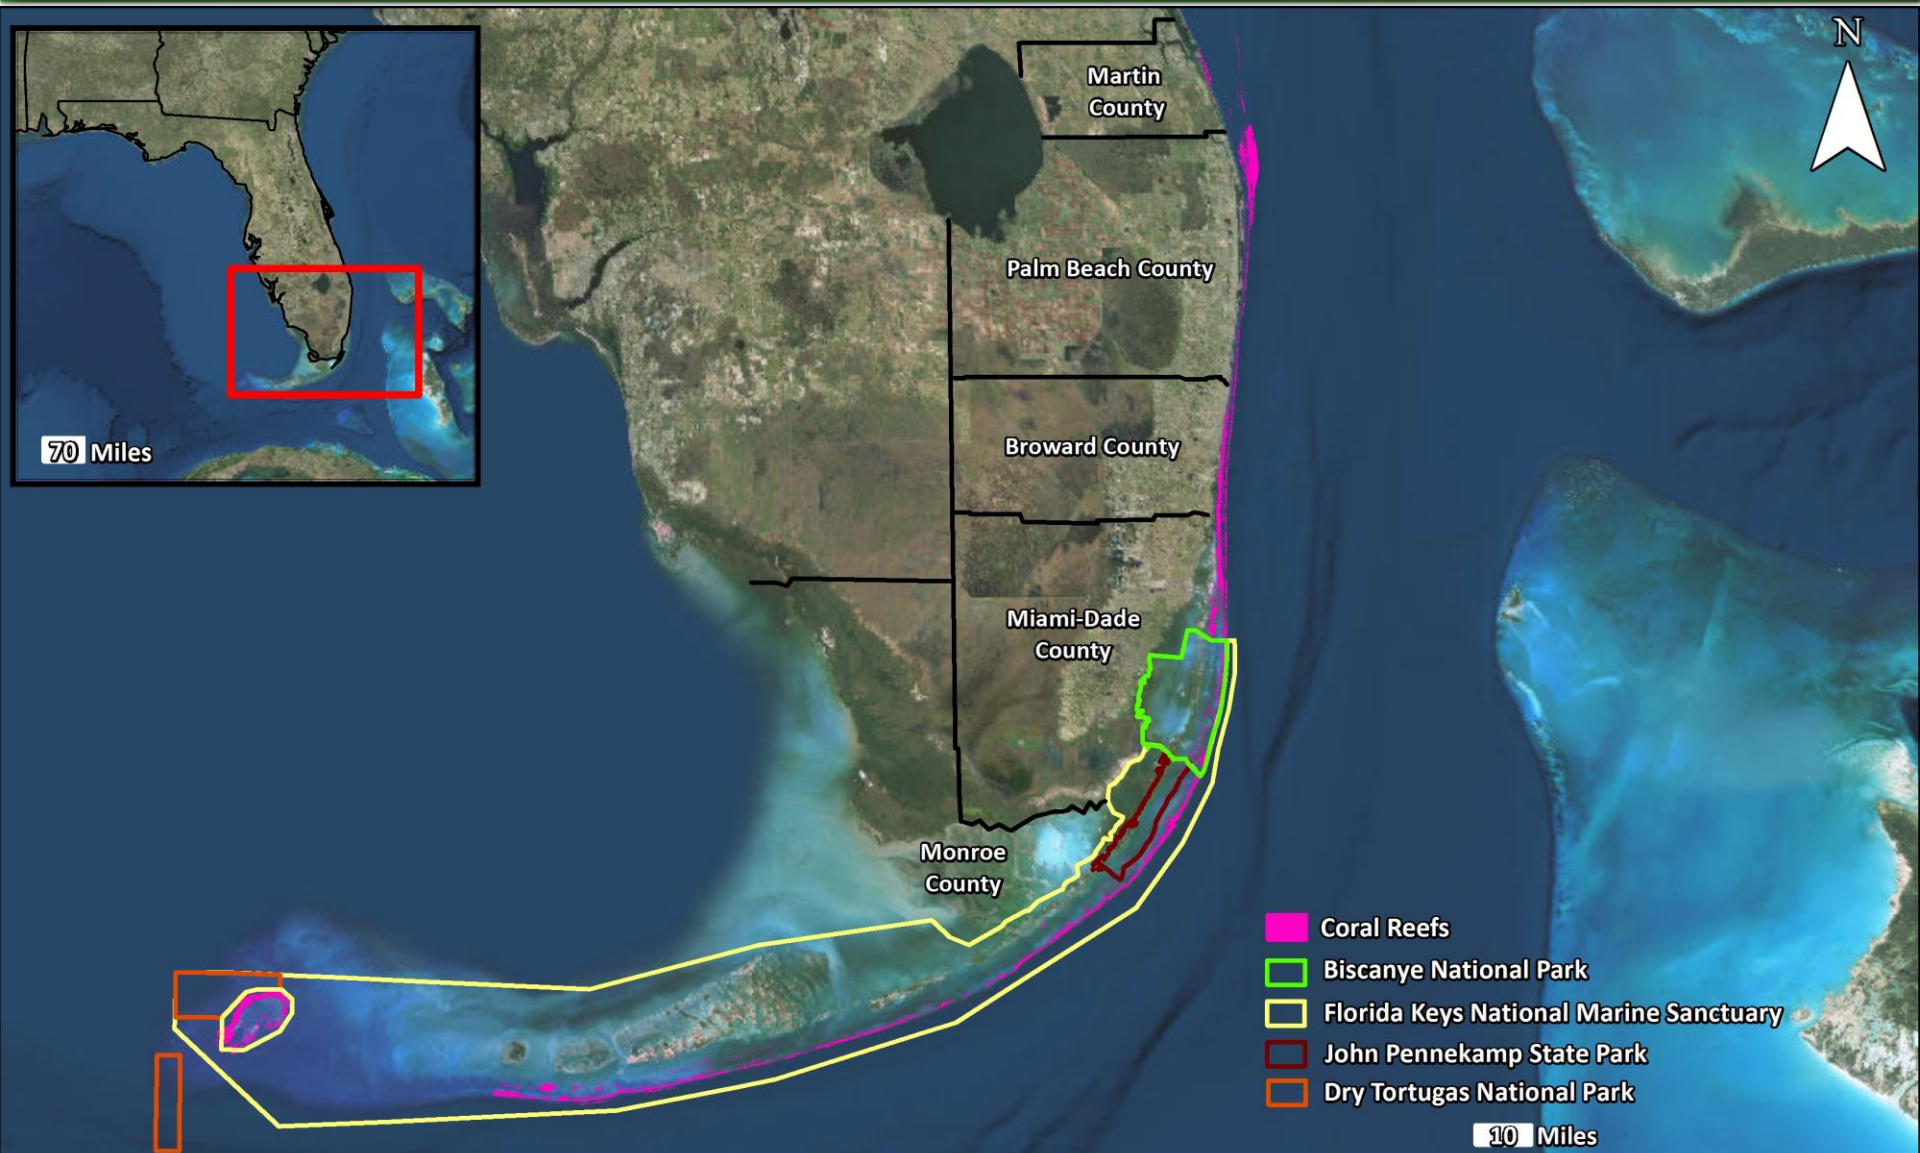 N
Martin
County
Palm Beach County
Broward County
Miami-Dade
County
Monroe
County
70 Miles
Coral Reefs
Biscanye National Park
Florida Keys National Marine Sanctuary
John Pennekamp State Park
Dry Tortugas National Park
10 Miles